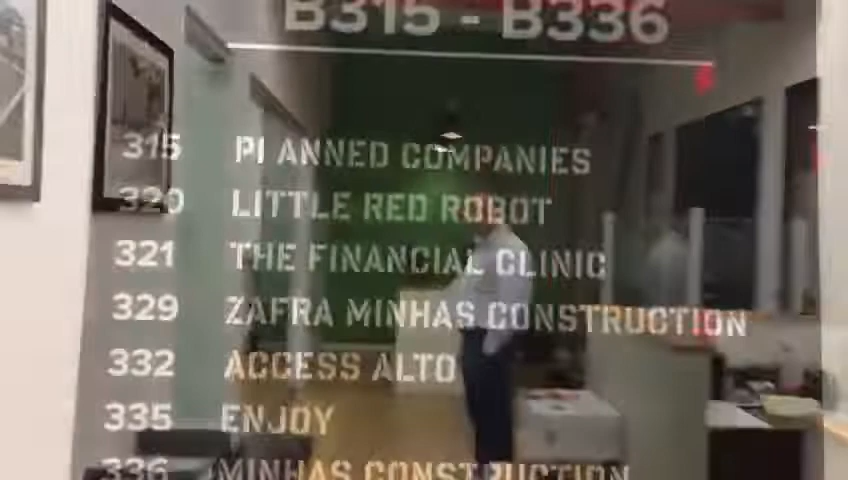 B315 - B336
315 PLANNED COMPANIES
320 LITTLE RED ROBOT
321 THE FINANCIAL CLINIC
329 ZAFRA MINHAS CONSTRUCTION
332 ACCESS ALTO
335 ENJOY
336 MINHAS CONSTRUCTION